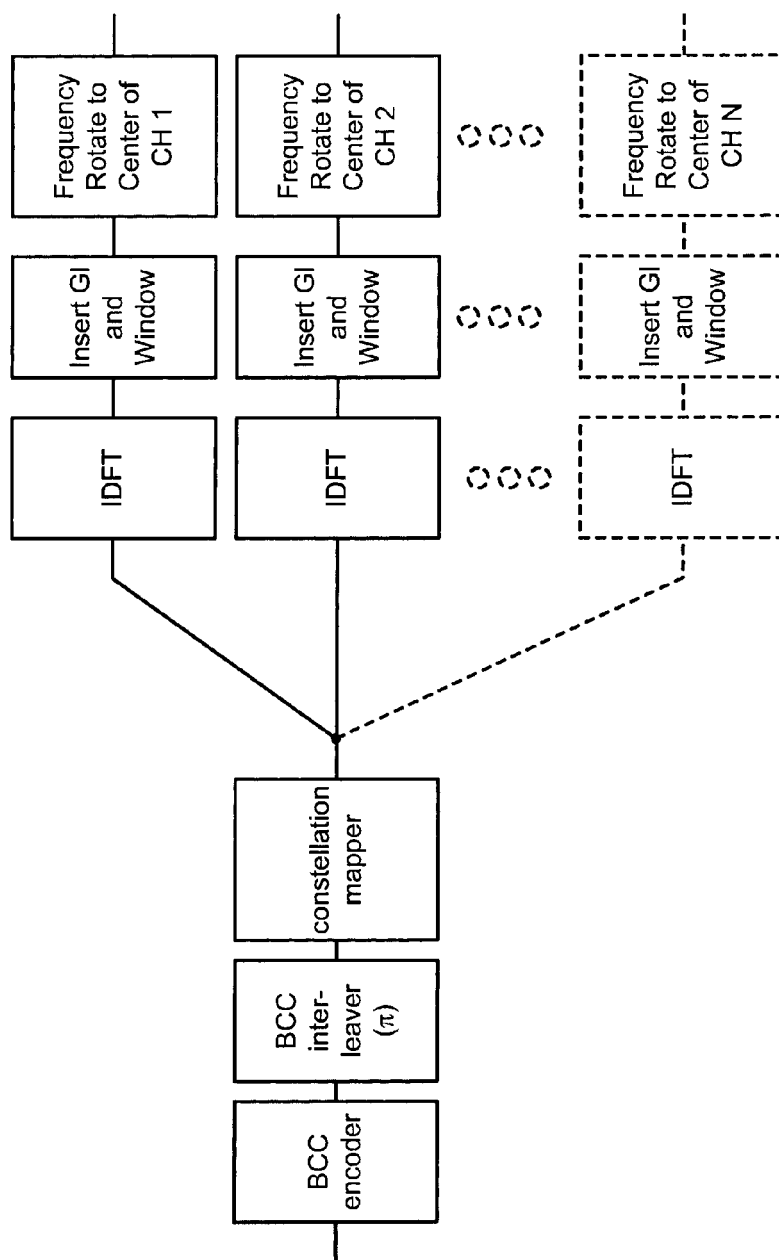 BCC
encoder
BCC
inter-
leaver
(π)
constellation
mapper
IDFT
Insert GI
and
Window
Frequency
Rotate to
Center of
CH 1
IDFT
Insert GI
and
Window
Frequency
Rotate to
Center of
CH 2
IDFT
Insert GI
and
Window
Frequency
Rotate to
Center of
CH N